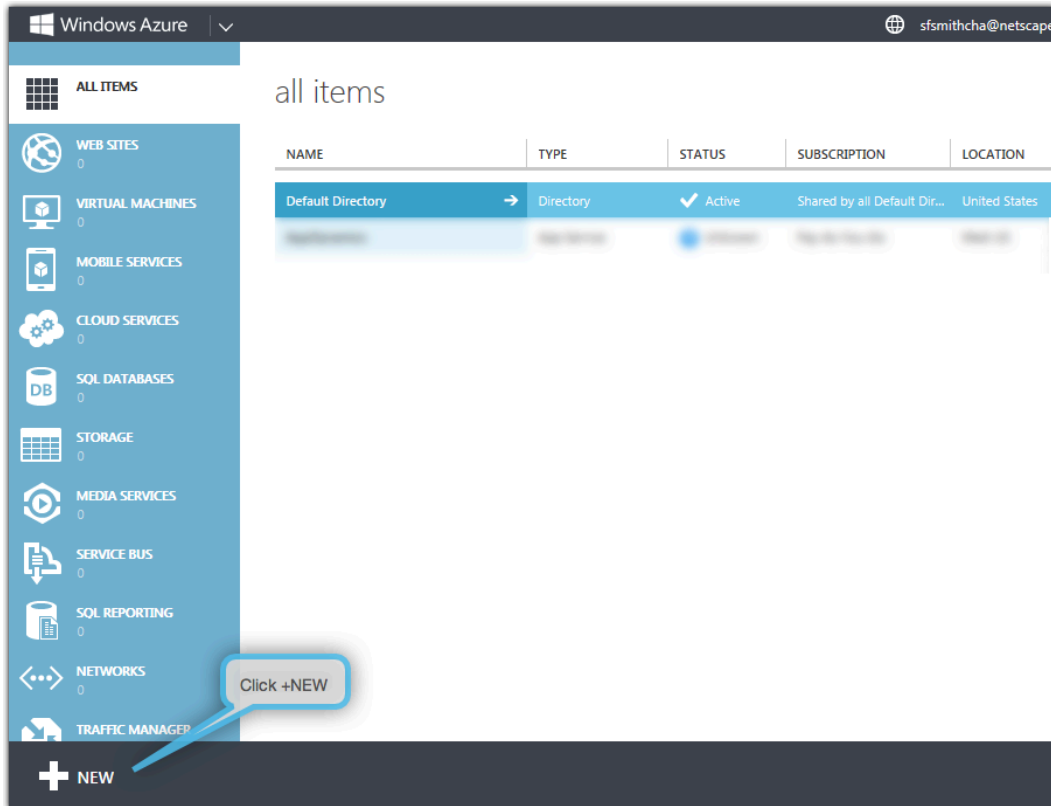 Windows Azure
sfsmithcha@netscape
ALL ITEMS
all items
WEB SITES
0
NAME TYPE STATUS SUBSCRIPTION LOCATION
VIRTUAL MACHINES
0
Default Directory Directory Active Shared by all Default Dir... United States
MOBILE SERVICES
0
CLOUD SERVICES
0
SQL DATABASES
0
DB
STORAGE
0
MEDIA SERVICES
0
SERVICE BUS
0
SQL REPORTING
0
NETWORKS
0
Click +NEW
TRAFFIC MANAGER
NEW